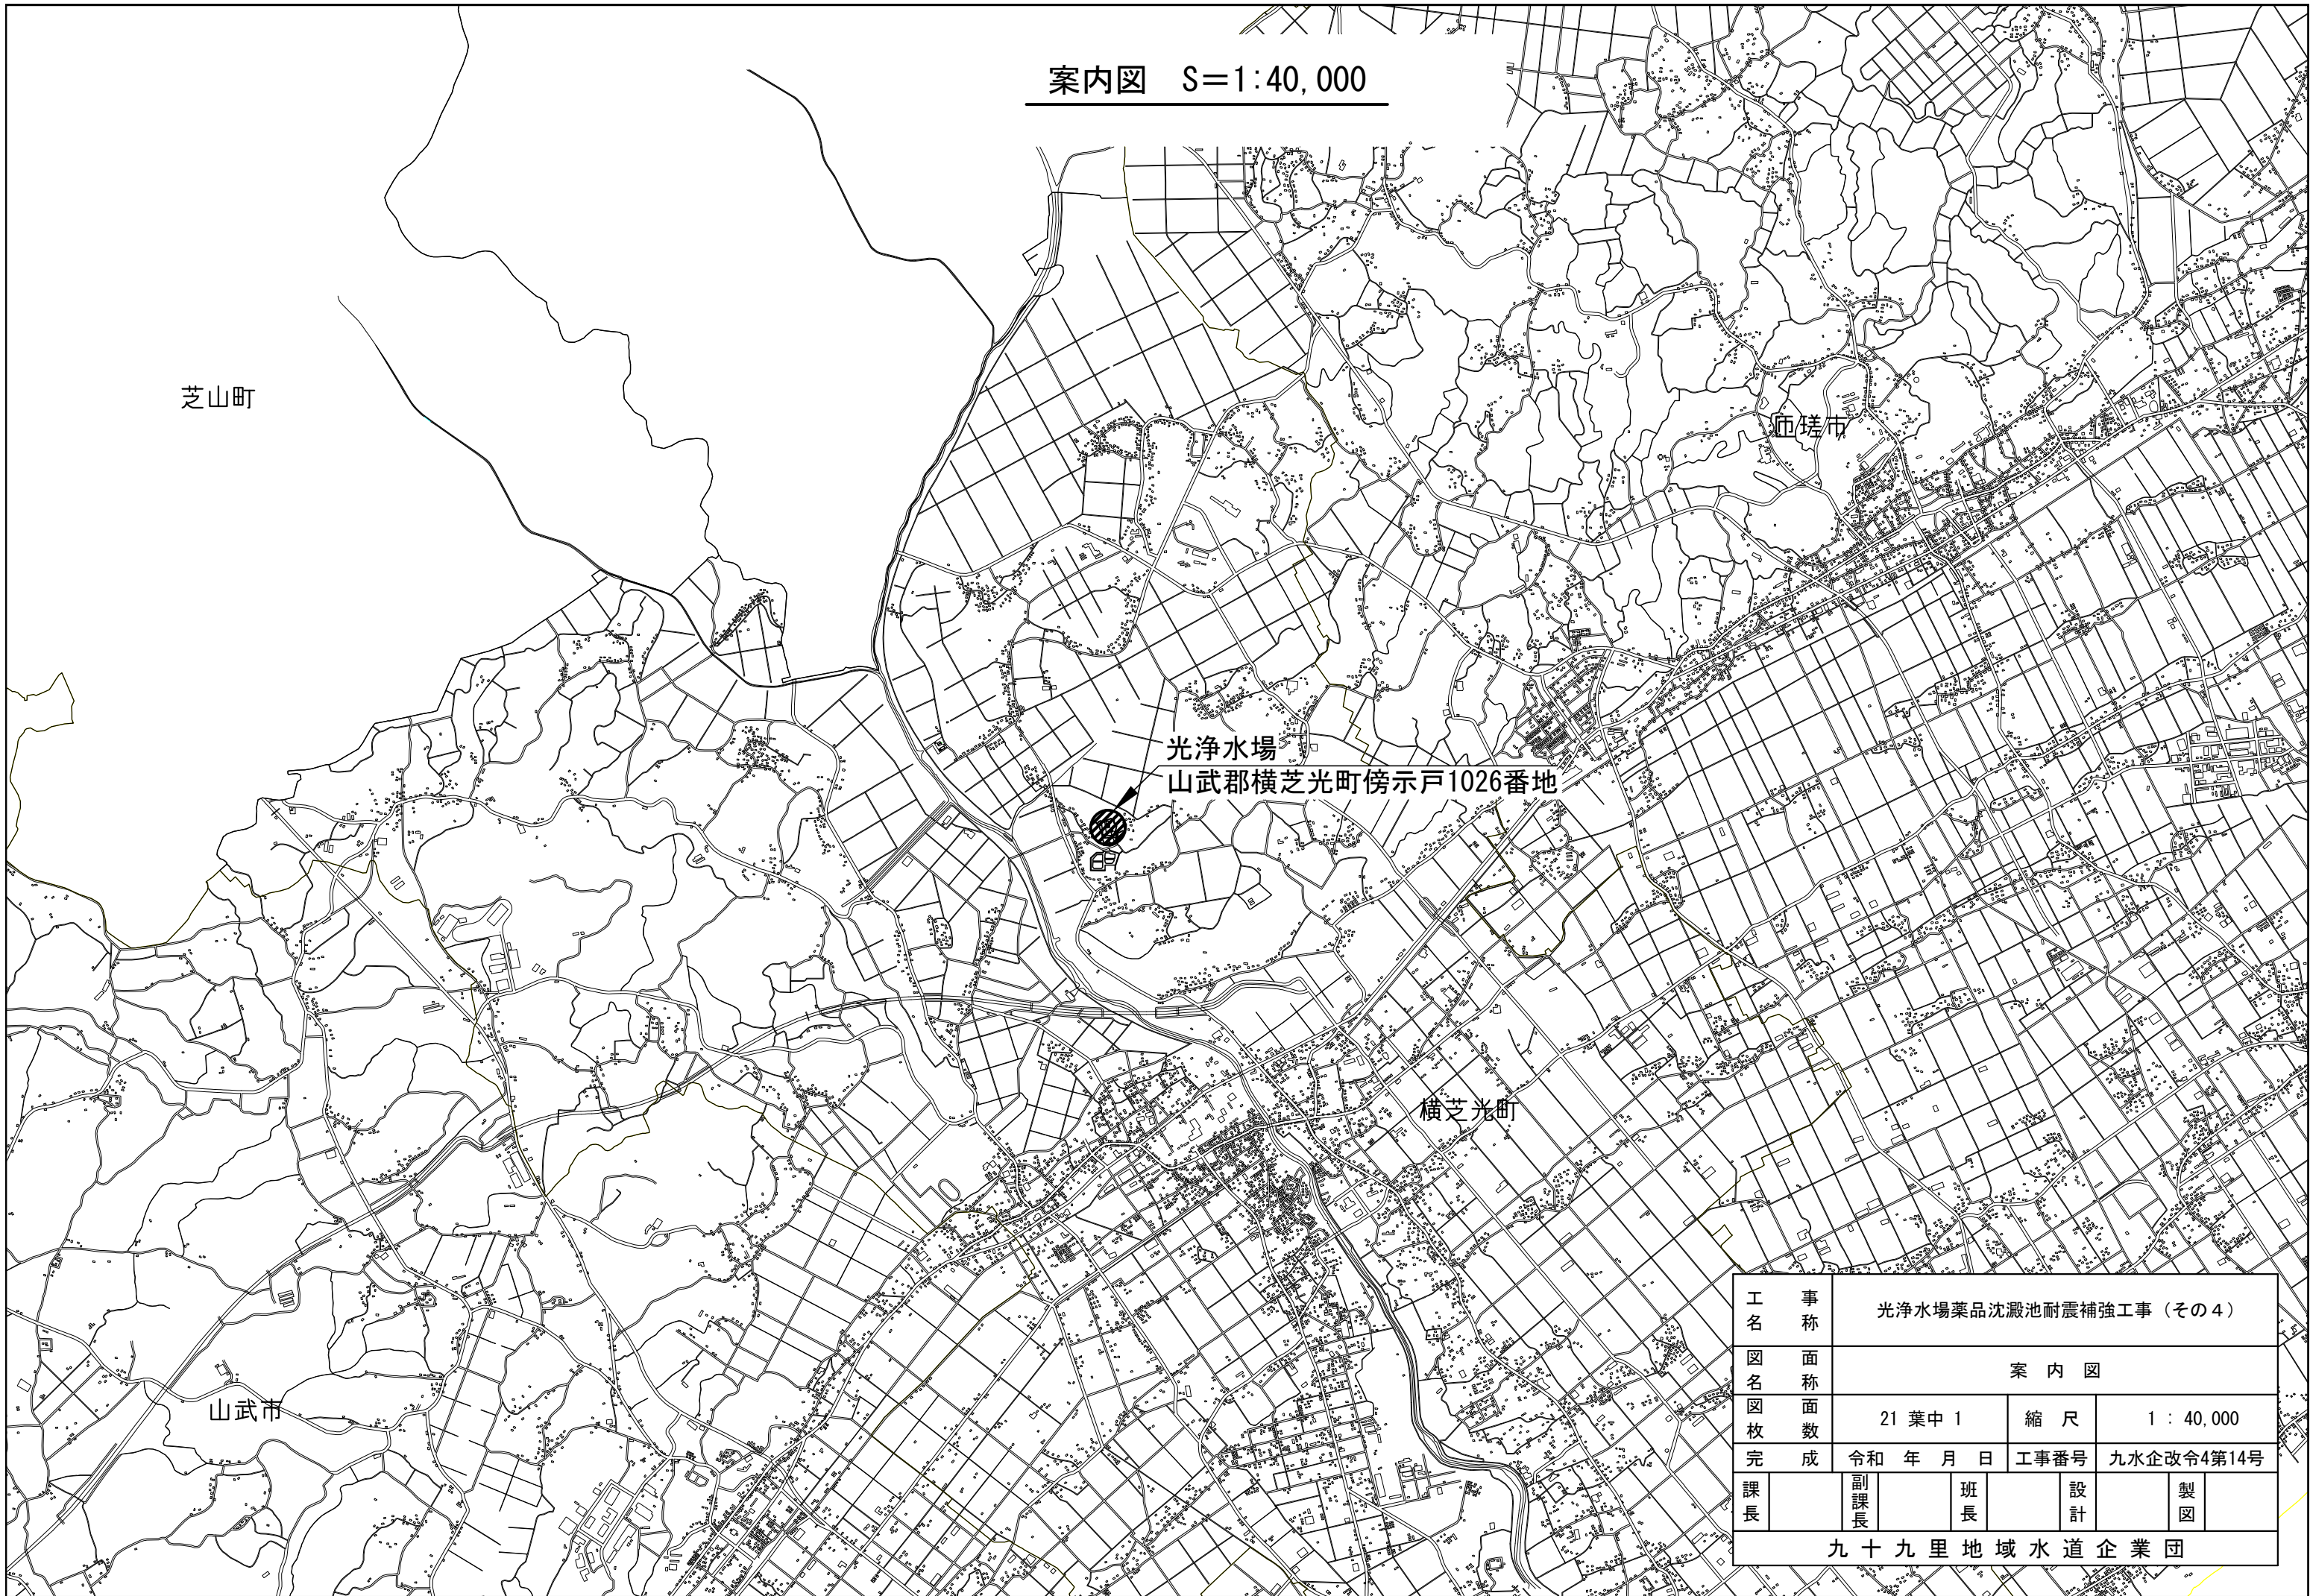 案内図　S＝1：40,000
芝山町
匝瑳市
光浄水場
山武郡横芝光町傍示戸1026番地
横芝光町
山武市
工事名称　光浄水場薬品沈澱池耐震補強工事（その４）
図面名称　案 内 図
図面枚数　21 葉中 1　縮 尺　1 : 40,000
完 成　令和　年　月　日　工事番号　九水企改令4第14号
課長　副課長　班長　設計　製図
九十九里地域水道企業団